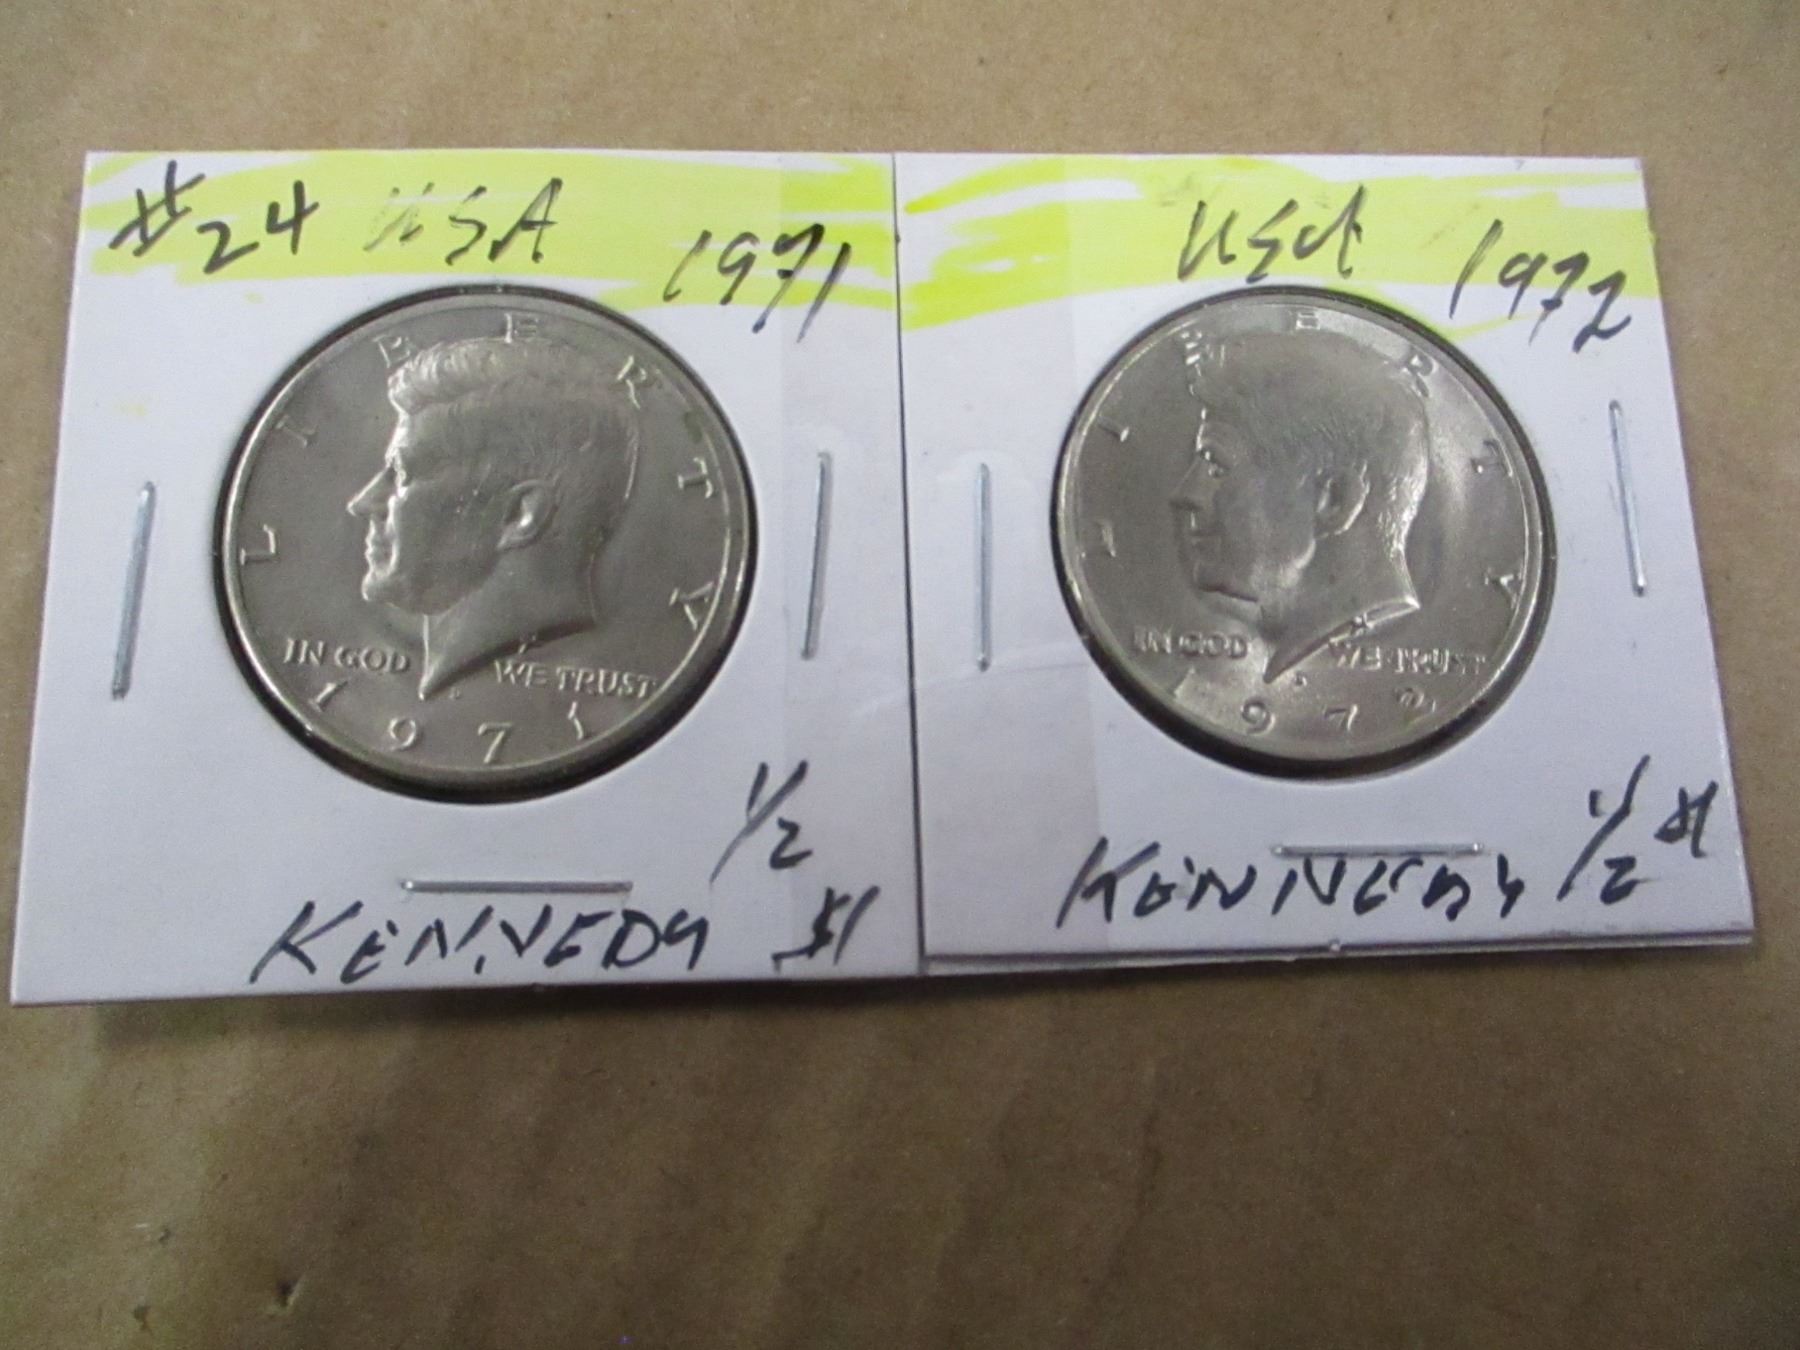 #24 USA 1971
LIBERTY
IN GOD WE TRUST
1971
1/2
KENNEDY $1
USA 1972
LIBERTY
IN GOD WE TRUST
1972
KENNEDY 1/2 $1